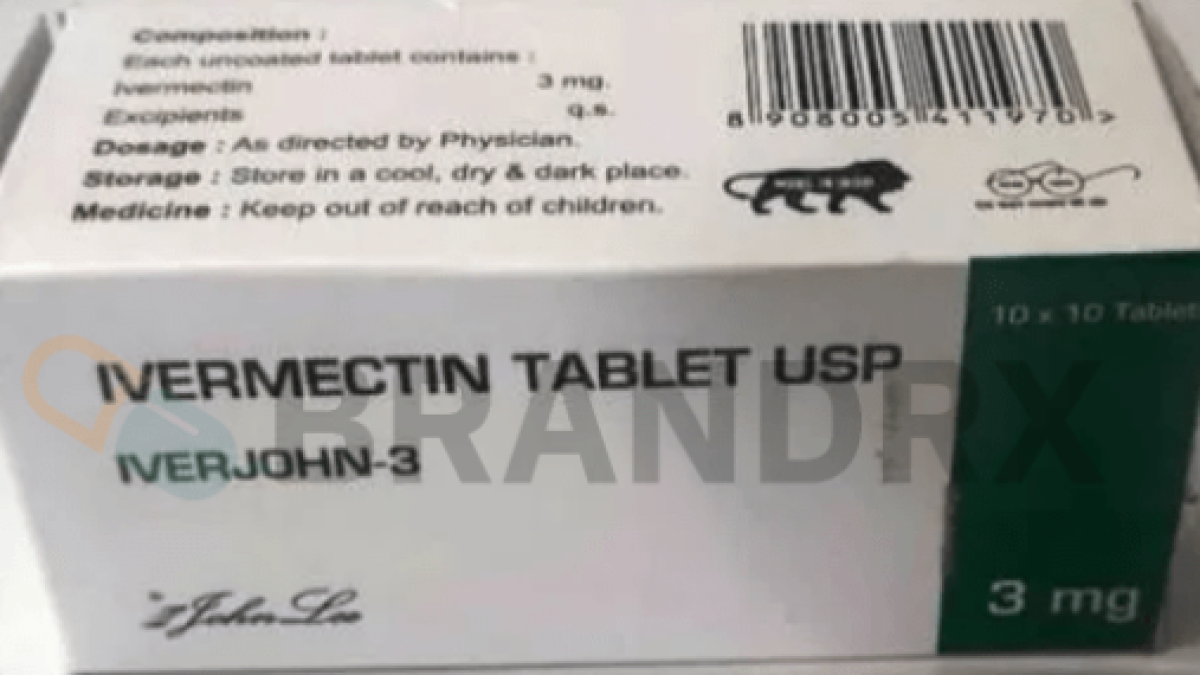 Composition :
Each uncoated tablet contains :
Ivermectin 3 mg.
Excipients q.s.
Dosage : As directed by Physician.
Storage : Store in a cool, dry & dark place.
Medicine : Keep out of reach of children.
8 908005 411970 >
10 x 10 Tablet
IVERMECTIN TABLET USP
BRANDRX
IVERJOHN-3
John Lee
3 mg